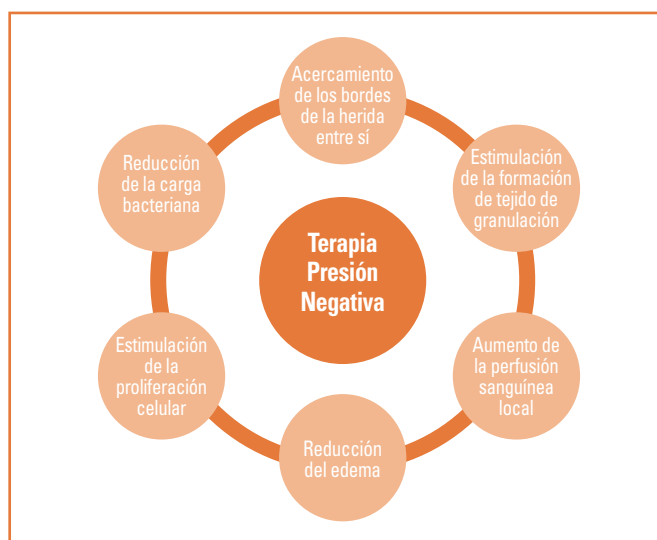 Acercamiento
de los bordes
de la herida
entre sí
Estimulación
de la formación
de tejido de
granulación
Aumento de
la perfusión
sanguínea
local
Reducción
del edema
Estimulación
de la
proliferación
celular
Reducción
de la carga
bacteriana
Terapia
Presión
Negativa